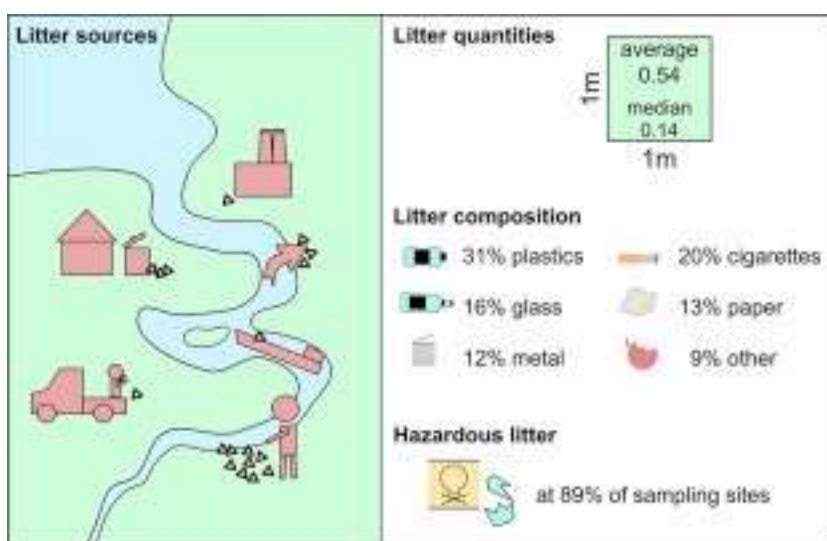 Litter sources
Litter quantities
average
0.54
median
0.14
1m
1m
Litter composition
31% plastics
20% cigarettes
16% glass
13% paper
12% metal
9% other
Hazardous litter
at 89% of sampling sites